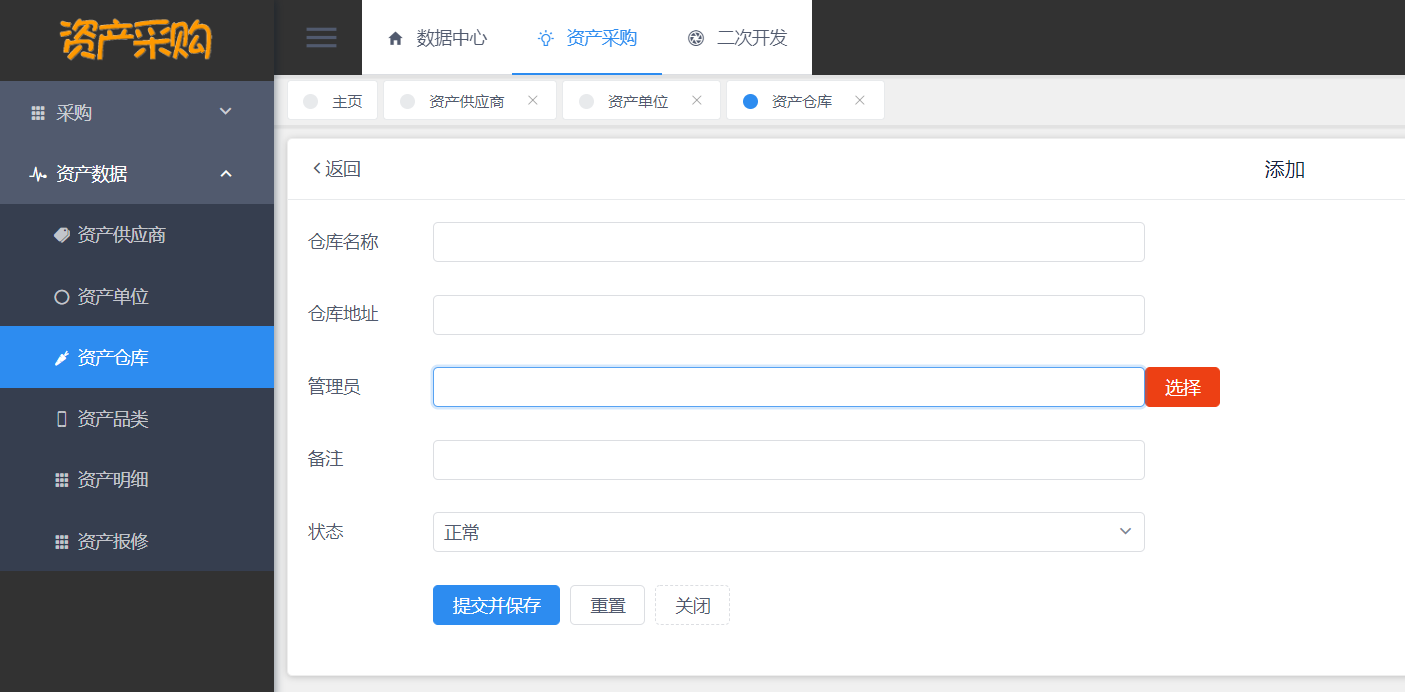 资产采购
数据中心
资产采购
二次开发
采购
资产数据
资产供应商
资产单位
资产仓库
资产品类
资产明细
资产报修
主页
资产供应商
资产单位
资产仓库
返回
添加
仓库名称
仓库地址
管理员
选择
备注
状态
正常
提交并保存
重置
关闭